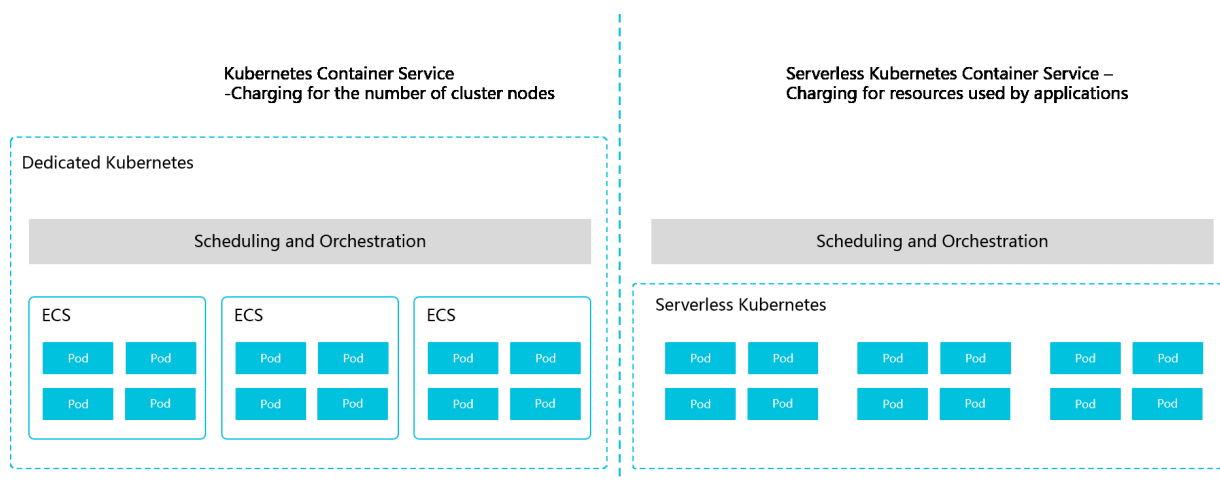 Kubernetes Container Service
-Charging for the number of cluster nodes
Dedicated Kubernetes
Scheduling and Orchestration
ECS
ECS
ECS
Pod Pod Pod Pod Pod Pod
Pod Pod Pod Pod Pod Pod
Serverless Kubernetes Container Service –
Charging for resources used by applications
Scheduling and Orchestration
Serverless Kubernetes
Pod Pod Pod Pod Pod Pod
Pod Pod Pod Pod Pod Pod